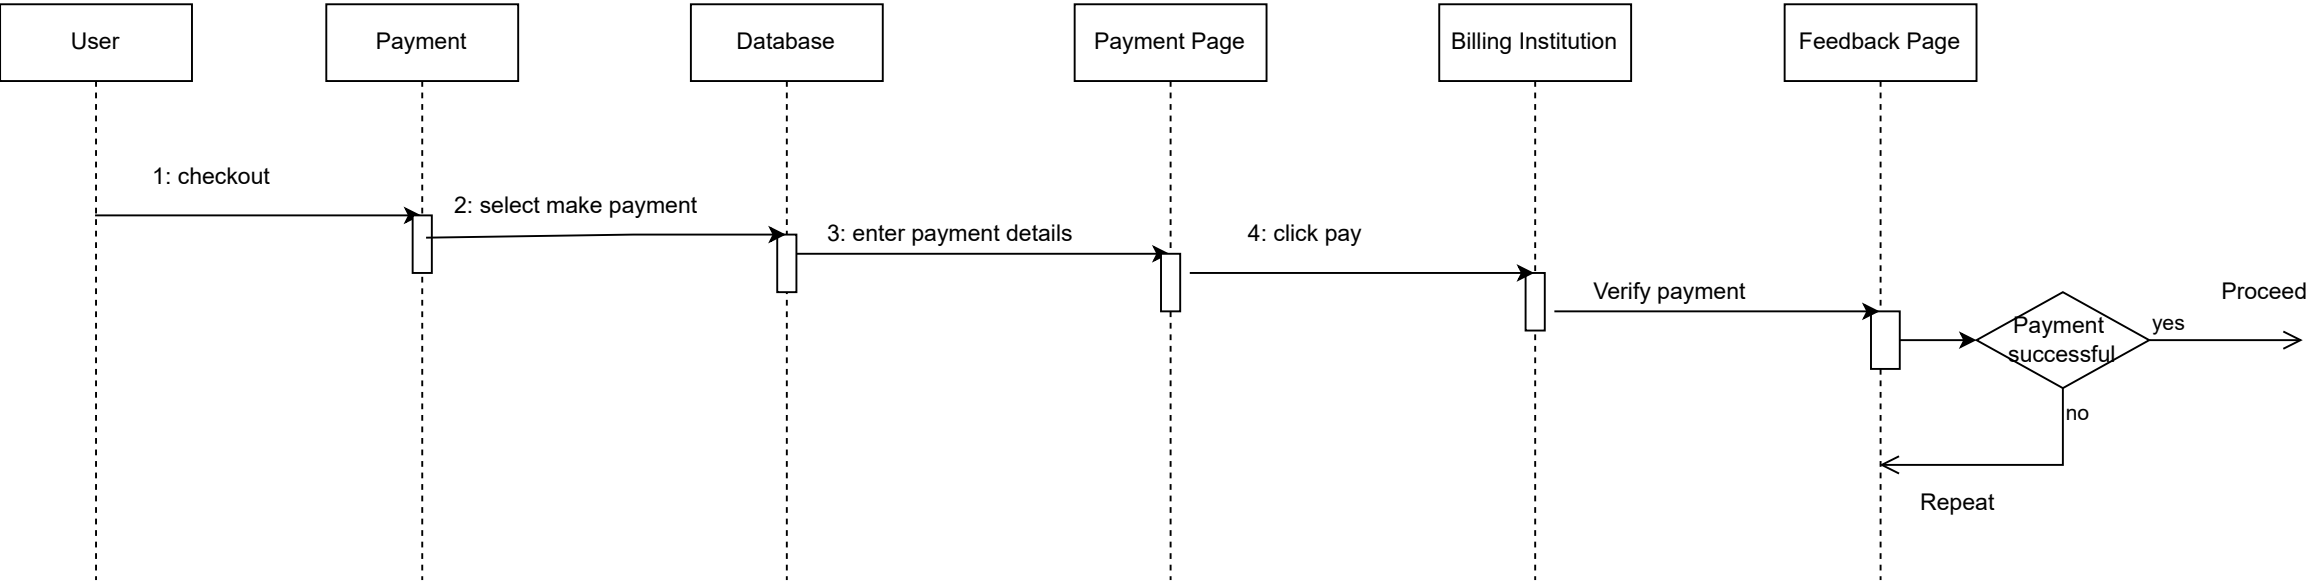 User
Payment
Database
Payment Page
Billing Institution
Feedback Page
1: checkout
2: select make payment
3: enter payment details
4: click pay
Verify payment
Payment
successful
yes
Proceed
no
Repeat